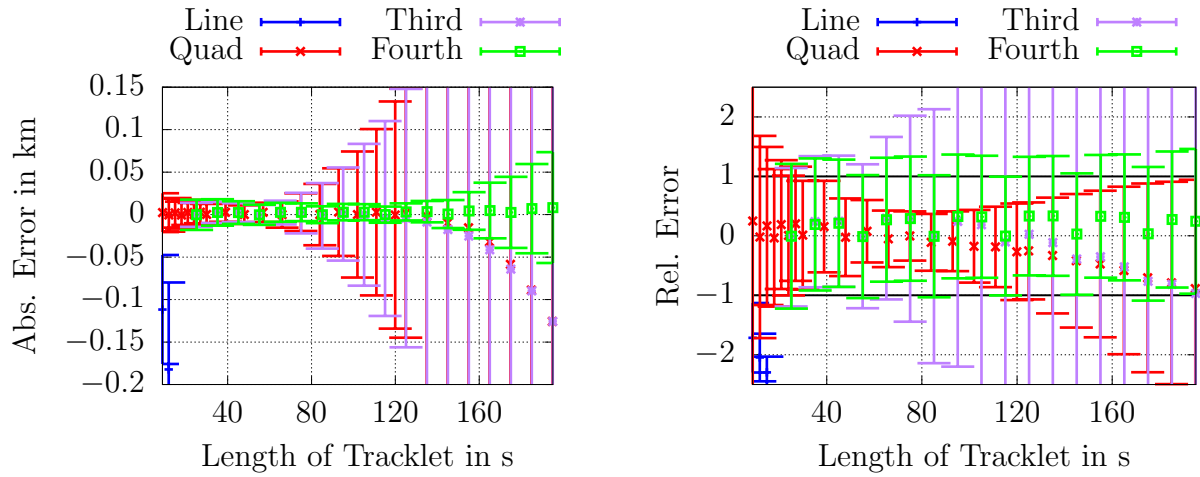 Line Third
Quad Fourth
0.15
0.1
0.05
0
−0.05
−0.1
−0.15
−0.2
Abs. Error in km
40 80 120 160
Length of Tracklet in s
Line Third
Quad Fourth
2
1
0
−1
−2
Rel. Error
40 80 120 160
Length of Tracklet in s